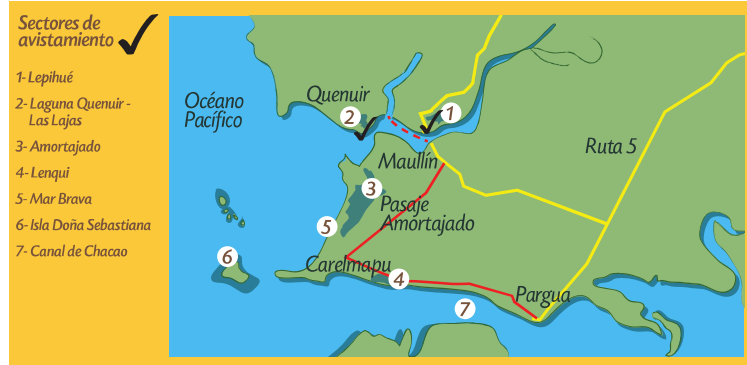 Sectores de
avistamiento
1- Lepihué
2- Laguna Quenuir -
Las Lajas
3- Amortajado
4- Lenqui
5- Mar Brava
6- Isla Doña Sebastiana
7- Canal de Chacao
Océano
Pacífico
Quenuir
2
1
Ruta 5
Maullín
3
Pasaje
Amortajado
5
6
Carelmapu
4
Pargua
7